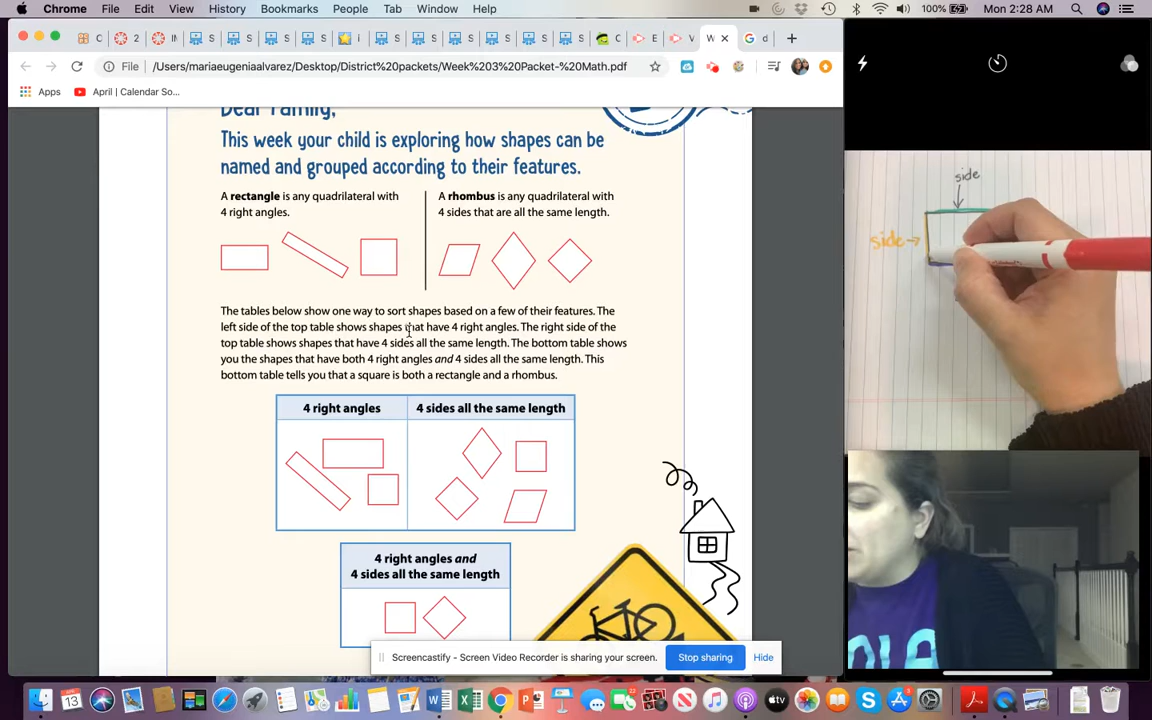 Chrome File Edit View History Bookmarks People Tab Window Help 100% Mon 2:28 AM
File /Users/mariaeugeniaalvarez/Desktop/District%20packets/Week%203%20Packet-%20Math.pdf
Apps April | Calendar So...
Dear Family,
This week your child is exploring how shapes can be
named and grouped according to their features.
A rectangle is any quadrilateral with
4 right angles.
A rhombus is any quadrilateral with
4 sides that are all the same length.
The tables below show one way to sort shapes based on a few of their features. The
left side of the top table shows shapes that have 4 right angles. The right side of the
top table shows shapes that have 4 sides all the same length. The bottom table shows
you the shapes that have both 4 right angles and 4 sides all the same length. This
bottom table tells you that a square is both a rectangle and a rhombus.
4 right angles 4 sides all the same length
4 right angles and
4 sides all the same length
Screencastify - Screen Video Recorder is sharing your screen. Stop sharing Hide
side
side